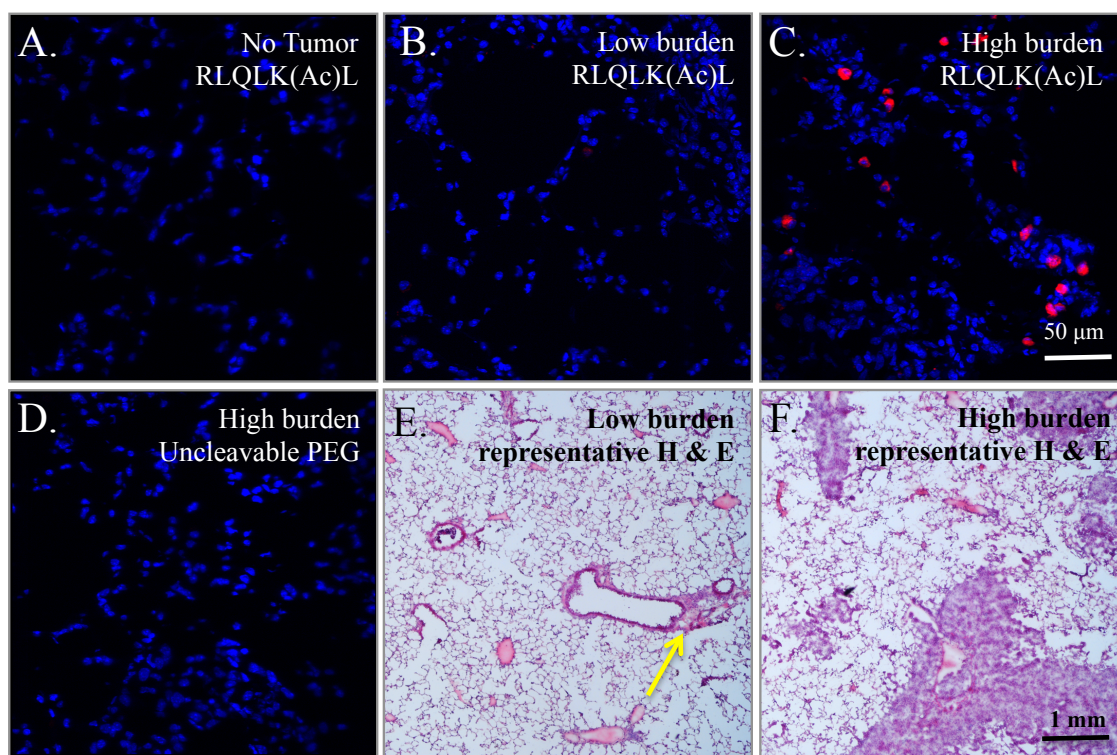 A.
No Tumor
RLQLK(Ac)L
B.
Low burden
RLQLK(Ac)L
C.
High burden
RLQLK(Ac)L
50 μm
D.
High burden
Uncleavable PEG
E.
Low burden
representative H & E
F.
High burden
representative H & E
1 mm